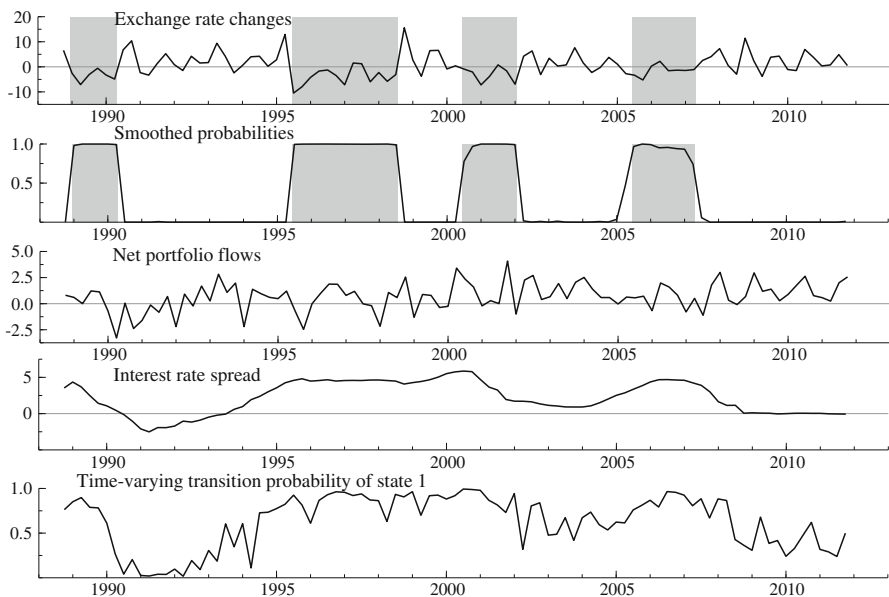 Exchange rate changes
20
10
0
-10
1990 1995 2000 2005 2010
Smoothed probabilities
1.0
0.5
1990 1995 2000 2005 2010
Net portfolio flows
5.0
2.5
0.0
-2.5
1990 1995 2000 2005 2010
Interest rate spread
5
0
1990 1995 2000 2005 2010
Time-varying transition probability of state 1
1.0
0.5
1990 1995 2000 2005 2010